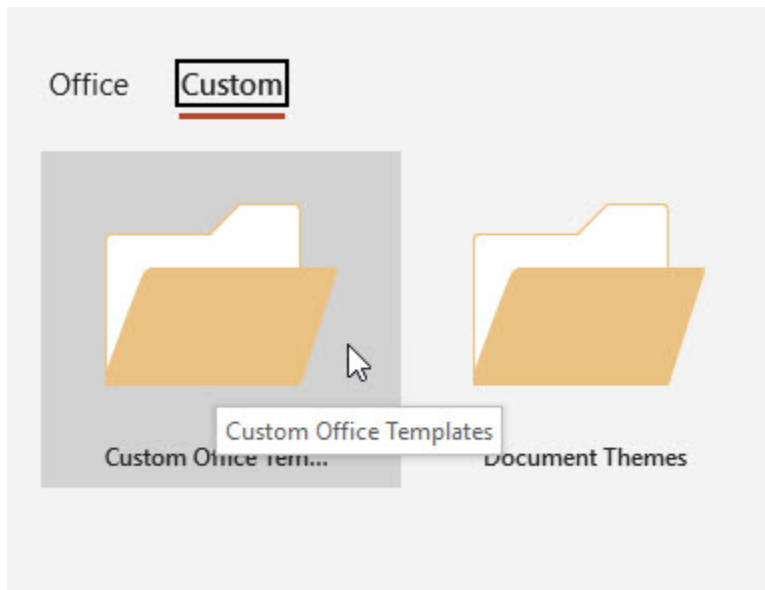 Office
Custom
Custom Office Templates
Custom Office Tem...
Document Themes